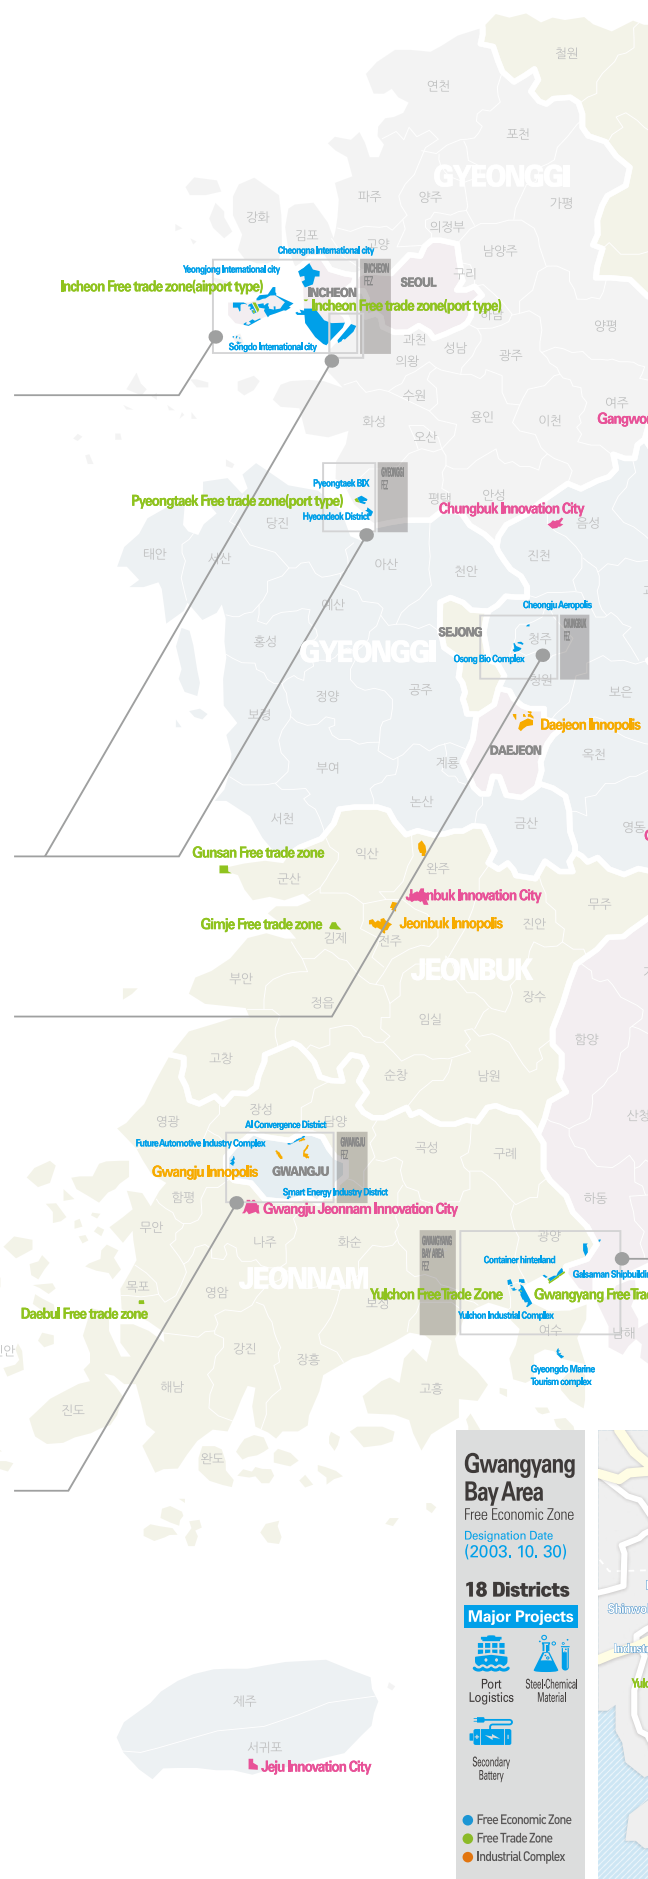 철원
연천
포천
GYEONGGI
파주
양주
가평
강화
의정부
김포
고양
남양주
Cheongna International city
Yeongjong International city
INCHEON
FEZ
구리
SEOUL
Incheon Free trade zone(airport type)
INCHEON
Incheon Free trade zone(port type)
하남
양평
과천
성남
Songdo International city
의왕
광주
수원
여주
화성
용인
이천
Gangwo
오산
GYEONGGI
FEZ
Pyeongtaek BIX
Pyeongtaek Free trade zone(port type)
평택
안성
Chungbuk Innovation City
Hyeondeok District
당진
음성
태안
서산
아산
천안
진천
예산
Cheongju Aeropolis
SEJONG
CHUNGBUK
FEZ
홍성
GYEONGGI
청주
Osong Bio Complex
청원
정양
공주
보은
보령
Daejeon Innopolis
DAEJEON
옥천
부여
계룡
논산
서천
금산
영동
Gunsan Free trade zone
익산
완주
군산
Jeonbuk Innovation City
무주
Gimje Free trade zone
Jeonbuk Innopolis
진안
김제
전주
JEONBUK
부안
정읍
장수
임실
함양
고창
순창
남원
산청
장성
영광
AI Convergence District
담양
Future Automotive Industry Complex
GWANGJU
FEZ
곡성
구례
Gwangju Innopolis
GWANGJU
Smart Energy Industry District
함평
하동
Gwangju Jeonnam Innovation City
무안
나주
화순
광양
GWANGYANG
BAY AREA
FEZ
Container hinterland
JEONNAM
Galsaman Shipbuildin
목포
영암
Yulchon Free Trade Zone
Gwangyang Free Trad
보성
Daebul Free trade zone
Yulchon Industrial Complex
여수
남해
강진
장흥
Gyeongdo Marine
Tourism complex
해남
고흥
진도
완도
Gwangyang
Bay Area
Free Economic Zone
Designation Date
(2003. 10. 30)
18 Districts
Major Projects
Shinwo
Industr
Port
Logistics
Steel·Chemical
Material
Yulc
Secondary
Battery
제주
서귀포
Jeju Innovation City
Free Economic Zone
Free Trade Zone
Industrial Complex